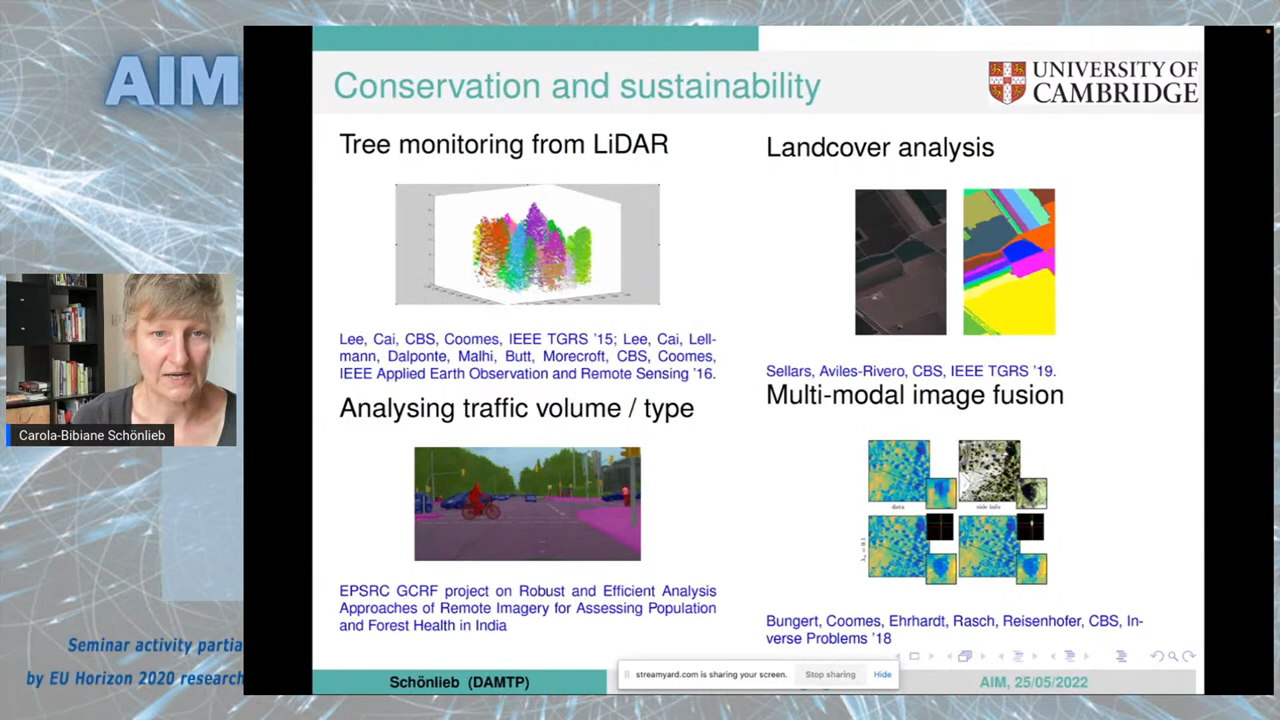 AIM
Conservation and sustainability
UNIVERSITY OF
CAMBRIDGE
Tree monitoring from LiDAR
Lee, Cai, CBS, Coomes, IEEE TGRS '15; Lee, Cai, Lell-
mann, Dalponte, Malhi, Butt, Morecroft, CBS, Coomes,
IEEE Applied Earth Observation and Remote Sensing '16.
Landcover analysis
Sellars, Aviles-Rivero, CBS, IEEE TGRS '19.
Analysing traffic volume / type
EPSRC GCRF project on Robust and Efficient Analysis
Approaches of Remote Imagery for Assessing Population
and Forest Health in India
Multi-modal image fusion
data
side info
Bungert, Coomes, Ehrhardt, Rasch, Reisenhofer, CBS, In-
verse Problems '18
Carola-Bibiane Schönlieb
Seminar activity partia
by EU Horizon 2020 research
streamyard.com is sharing your screen.
Stop sharing
Hide
Schönlieb (DAMTP)
AIM, 25/05/2022